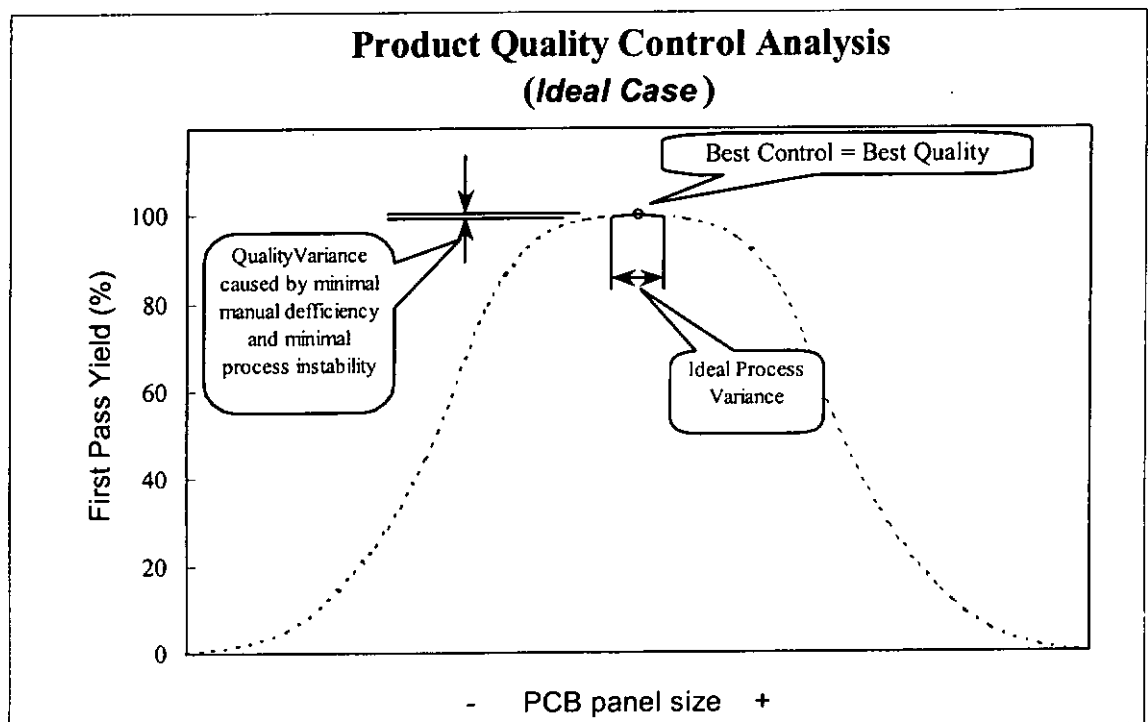 Product Quality Control Analysis
(Ideal Case)
Best Control = Best Quality
100
80
60
40
20
0
First Pass Yield (%)
QualityVariance
caused by minimal
manual defficiency
and minimal
process instability
Ideal Process
Variance
- PCB panel size +